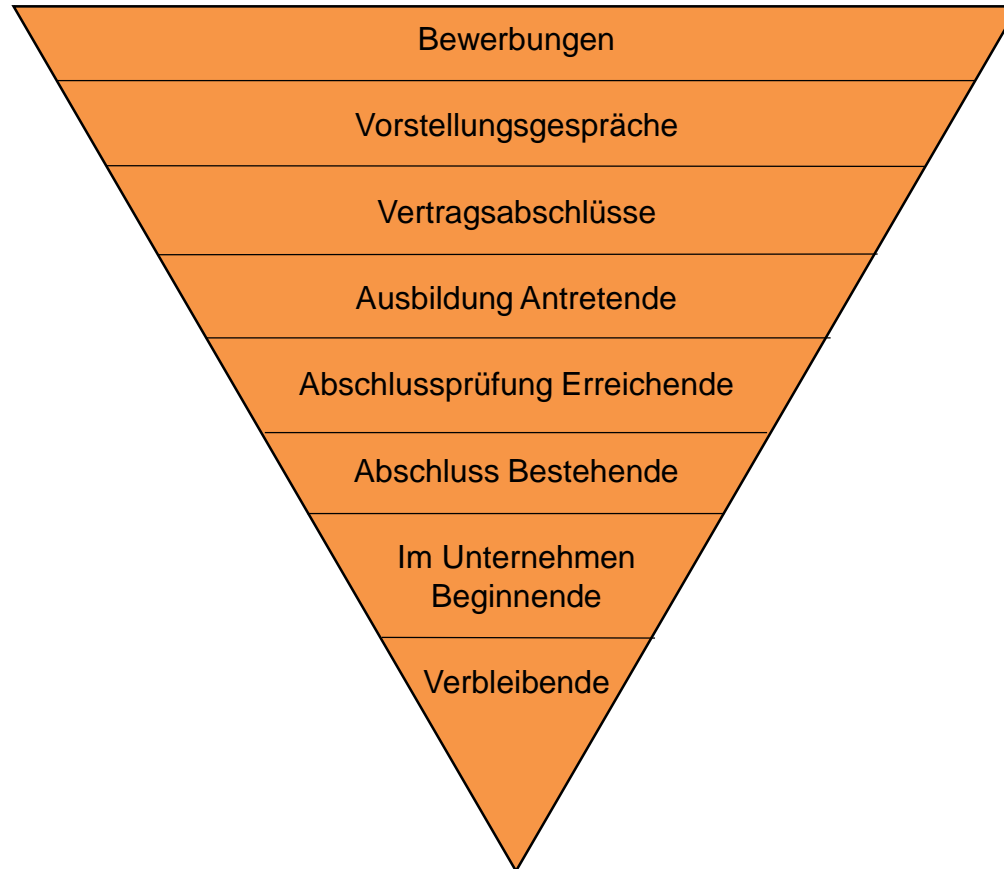 Bewerbungen
Vorstellungsgespräche
Vertragsabschlüsse
Ausbildung Antretende
Abschlussprüfung Erreichende
Abschluss Bestehende
Im Unternehmen
Beginnende
Verbleibende